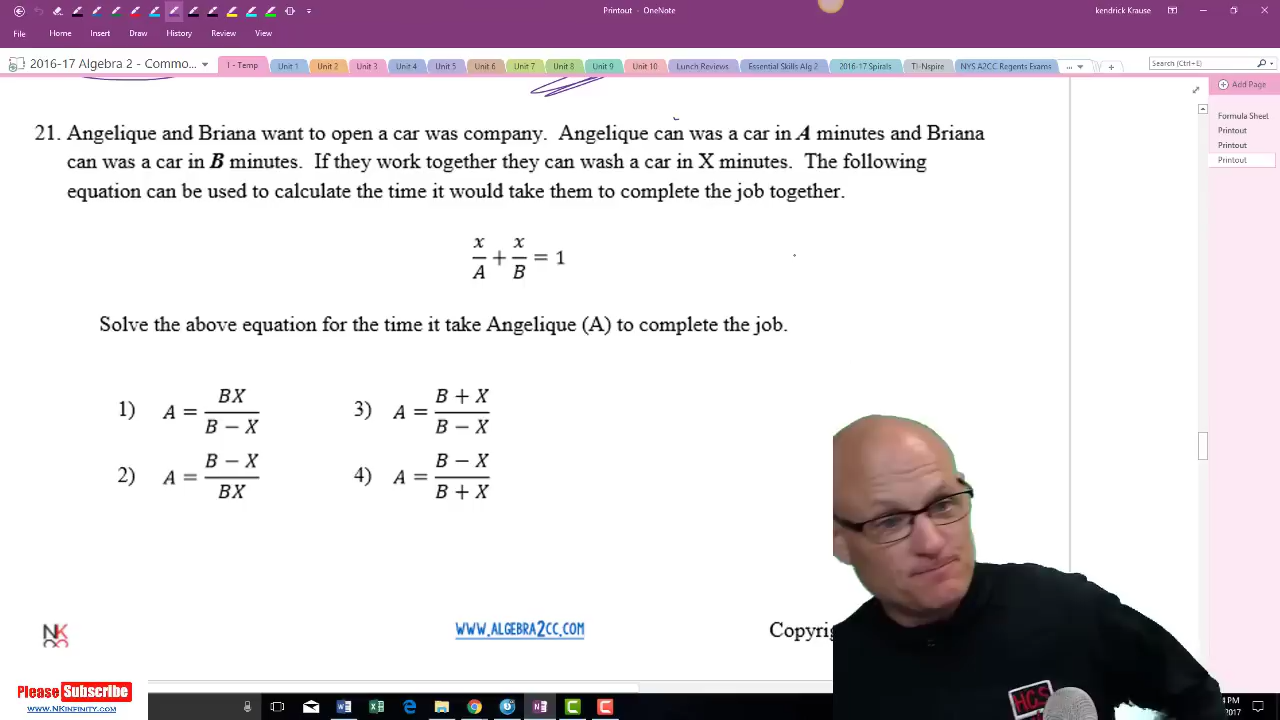 Printout - OneNote
kendrick Krause
File Home Insert Draw History Review View
2016-17 Algebra 2 - Commo... I - Temp Unit 1 Unit 2 Unit 3 Unit 4 Unit 5 Unit 6 Unit 7 Unit 8 Unit 9 Unit 10 Lunch Reviews Essential Skills Alg 2 2016-17 Spirals TI-Nspire NYS A2CC Regents Exams ... Search (Ctrl+E)
Add Page
Formula Sheet
Printout
Printout
Printout
21. Angelique and Briana want to open a car was company. Angelique can was a car in A minutes and Briana
can was a car in B minutes. If they work together they can wash a car in X minutes. The following
equation can be used to calculate the time it would take them to complete the job together.
x/A + x/B = 1
Solve the above equation for the time it take Angelique (A) to complete the job.
1) A = BX/(B − X) 3) A = (B + X)/(B − X)
2) A = (B − X)/BX 4) A = (B − X)/(B + X)
NK
WWW.ALGEBRA2CC.COM
Copyrig
Please Subscribe
WWW.NKINFINITY.COM
HCS
4 PM
2017